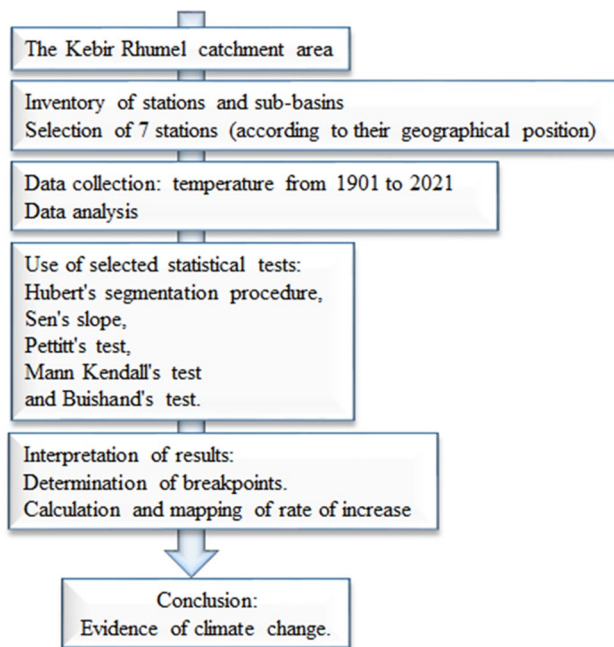 The Kebir Rhumel catchment area
Inventory of stations and sub-basins
Selection of 7 stations (according to their geographical position)
Data collection: temperature from 1901 to 2021
Data analysis
Use of selected statistical tests:
Hubert's segmentation procedure,
Sen's slope,
Pettitt's test,
Mann Kendall's test
and Buishand's test.
Interpretation of results:
Determination of breakpoints.
Calculation and mapping of rate of increase
Conclusion:
Evidence of climate change.